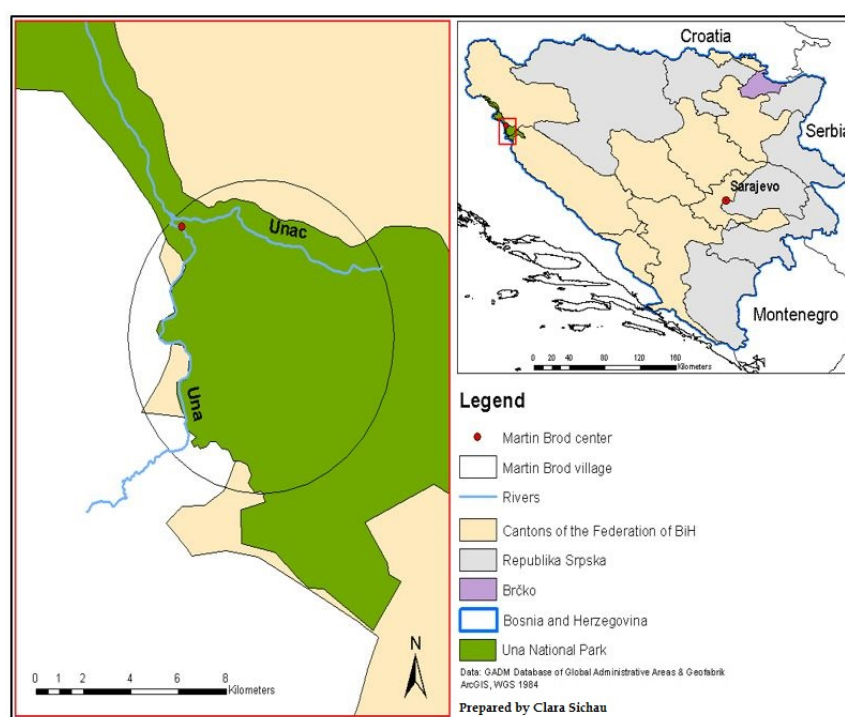 Unac
Una
N
0 2 4 6 8
Kilometers
Croatia
Serbia
Sarajevo
Montenegro
0 20 40 80 120 160
Kilometers
Legend
Martin Brod center
Martin Brod village
Rivers
Cantons of the Federation of BiH
Republika Srpska
Brčko
Bosnia and Herzegovina
Una National Park
Data: GADM Database of Global Administrative Areas & Geofabrik
ArcGIS, WGS 1984
Prepared by Clara Sichau